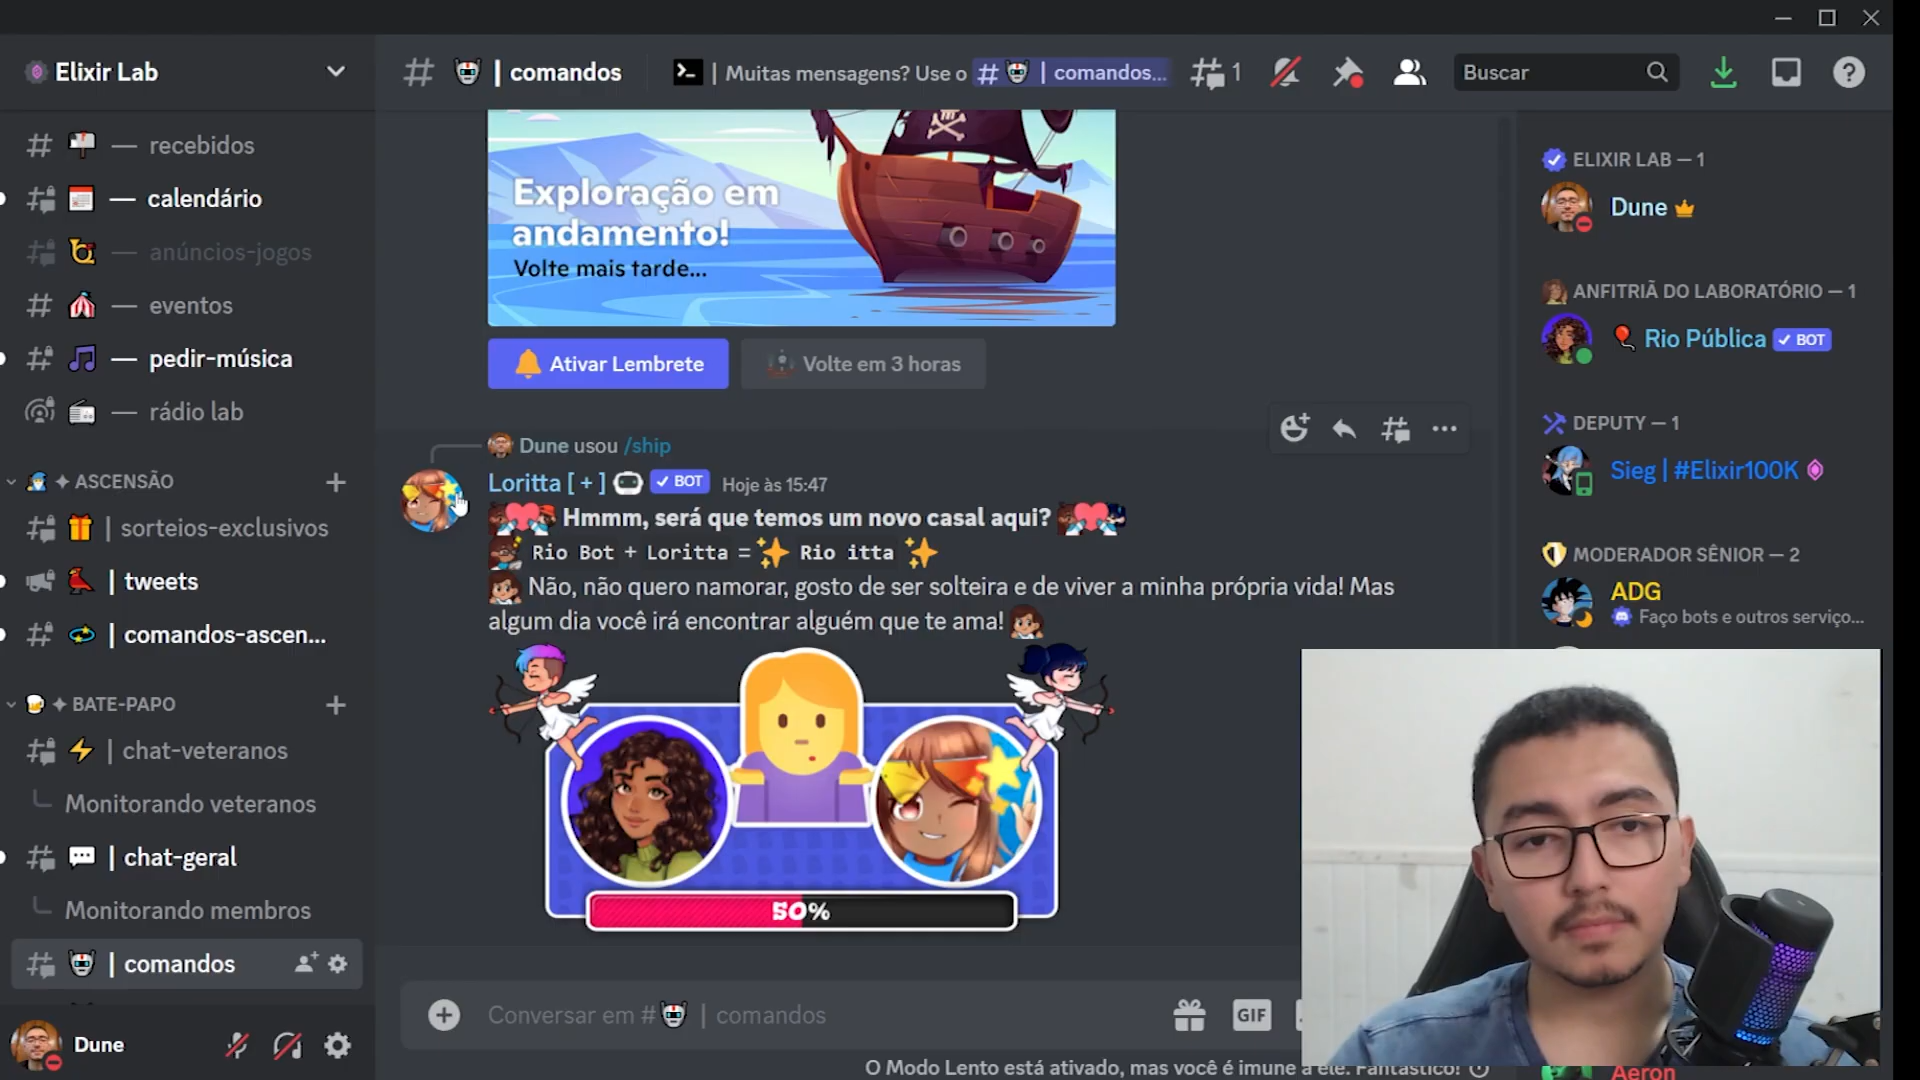 Elixir Lab
recebidos
calendário
anúncios-jogos
eventos
pedir-música
rádio lab
ASCENSÃO
| sorteios-exclusivos
| tweets
| comandos-ascen...
BATE-PAPO
| chat-veteranos
Monitorando veteranos
| chat-geral
Monitorando membros
| comandos
Dune
| comandos
| Muitas mensagens? Use o # | comandos...
1
Buscar
Exploração em
andamento!
Volte mais tarde...
Ativar Lembrete
Volte em 3 horas
Dune usou /ship
Loritta [ + ] BOT Hoje às 15:47
Hmmm, será que temos um novo casal aqui?
Rio Bot + Loritta = Rio itta
Não, não quero namorar, gosto de ser solteira e de viver a minha própria vida! Mas
algum dia você irá encontrar alguém que te ama!
50%
Conversar em # | comandos
GIF
O Modo Lento está ativado, mas você é imune a ele. Fantástico!
ELIXIR LAB — 1
Dune
ANFITRIÃ DO LABORATÓRIO — 1
Rio Pública BOT
DEPUTY — 1
Sieg | #Elixir100K
MODERADOR SÊNIOR — 2
ADG
Faço bots e outros serviço...
Aeron